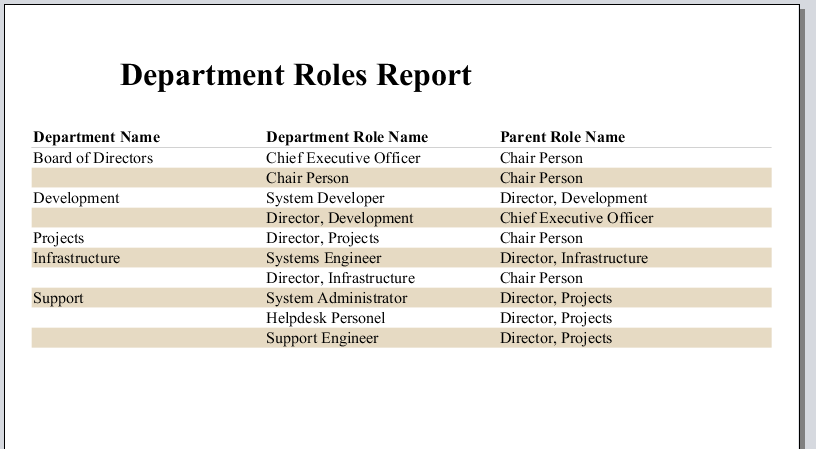 Department Roles Report
Department Name Department Role Name Parent Role Name
Board of Directors Chief Executive Officer Chair Person
Chair Person Chair Person
Development System Developer Director, Development
Director, Development Chief Executive Officer
Projects Director, Projects Chair Person
Infrastructure Systems Engineer Director, Infrastructure
Director, Infrastructure Chair Person
Support System Administrator Director, Projects
Helpdesk Personel Director, Projects
Support Engineer Director, Projects